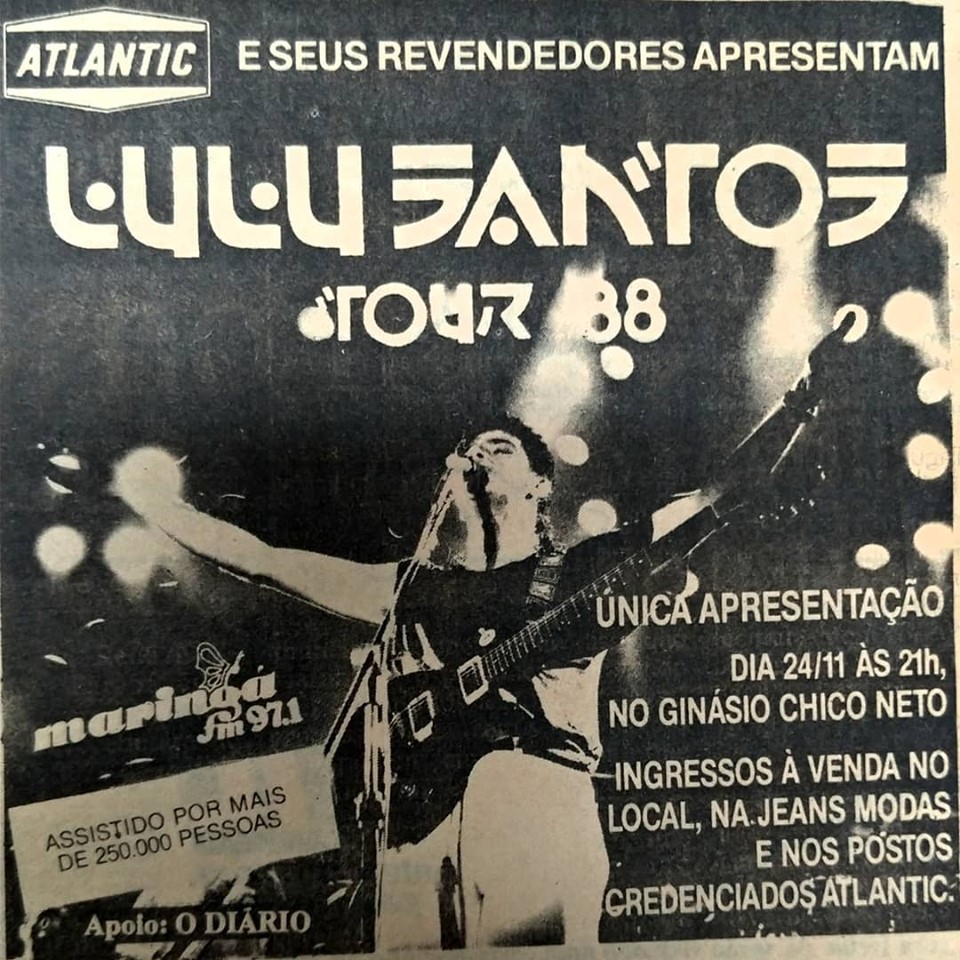 ATLANTIC
E SEUS REVENDEDORES APRESENTAM
LULU SANTOS
TOUR 88
ÚNICA APRESENTAÇÃO
DIA 24/11 ÀS 21h,
NO GINÁSIO CHICO NETO
INGRESSOS À VENDA NO
LOCAL, NA JEANS MODAS
E NOS POSTOS
CREDENCIADOS ATLANTIC.
maringá
fm 97.1
ASSISTIDO POR MAIS
DE 250.000 PESSOAS
Apoio: O DIÁRIO